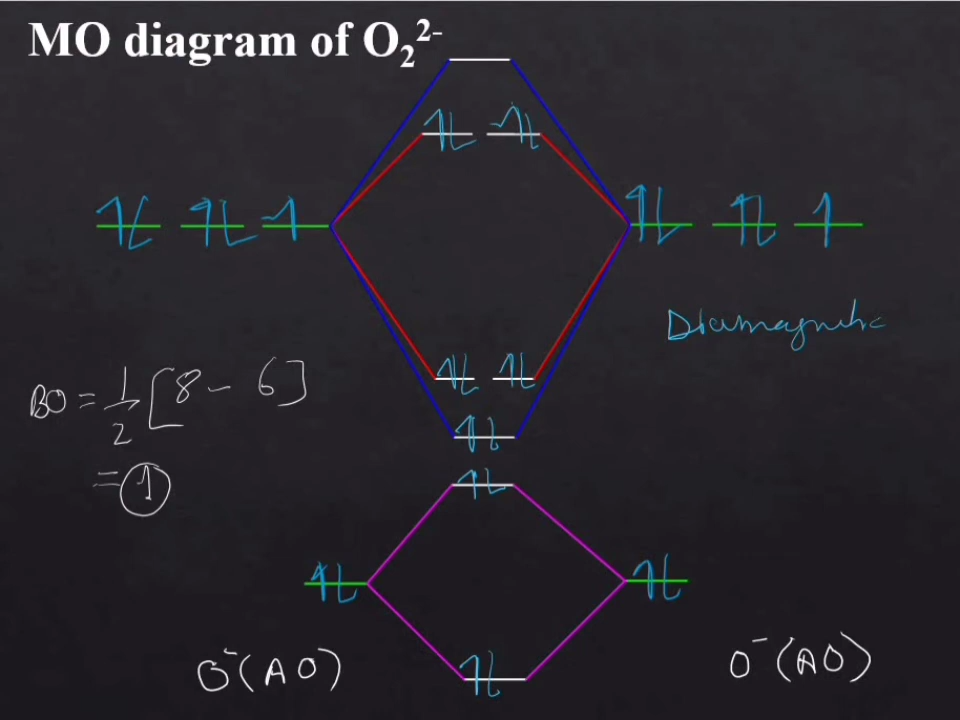 MO diagram of O₂²⁻
Diamagnetic
BO = 1/2 [8 - 6]
= 1
O⁻(AO)
O⁻(AO)